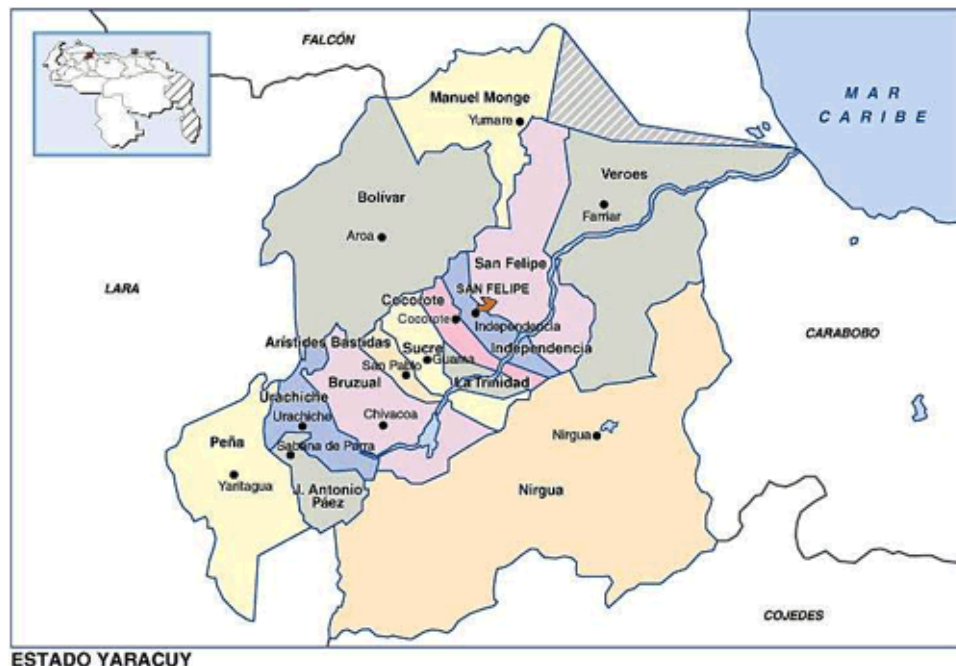 FALCÓN
MAR
CARIBE
Manuel Monge
Yumare
Veroes
Farriar
Bolívar
Aroa
San Felipe
SAN FELIPE
LARA
Cocorote
Cocorote
Independencia
Independencia
CARABOBO
Arístides Bastidas
Sucre
Guama
San Pablo
La Trinidad
Bruzual
Urachiche
Urachiche
Chivacoa
Nirgua
Peña
Sabana de Parra
Yaritagua
J. Antonio
Páez
Nirgua
COJEDES
ESTADO YARACUY